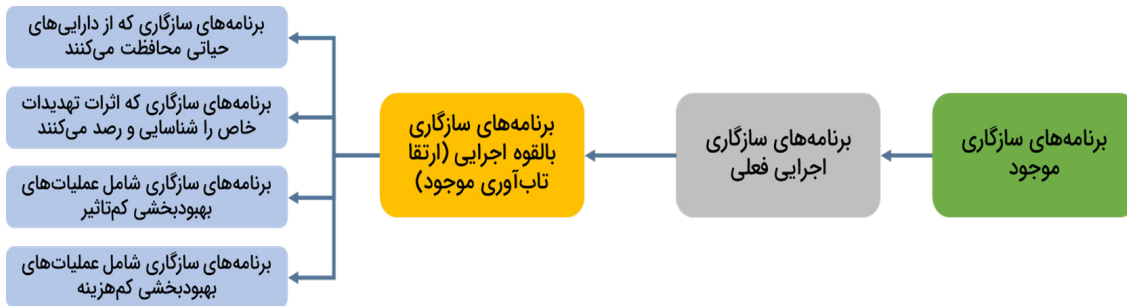 برنامه‌های سازگاری
موجود
برنامه‌های سازگاری
اجرایی فعلی
برنامه‌های سازگاری
بالقوه اجرایی (ارتقا
تاب‌آوری موجود)
برنامه‌های سازگاری که از دارایی‌های
حیاتی محافظت می‌کنند
برنامه‌های سازگاری که اثرات تهدیدات
خاص را شناسایی و رصد می‌کنند
برنامه‌های سازگاری شامل عملیات‌های
بهبودبخشی کم‌تاثیر
برنامه‌های سازگاری شامل عملیات‌های
بهبودبخشی کم‌هزینه